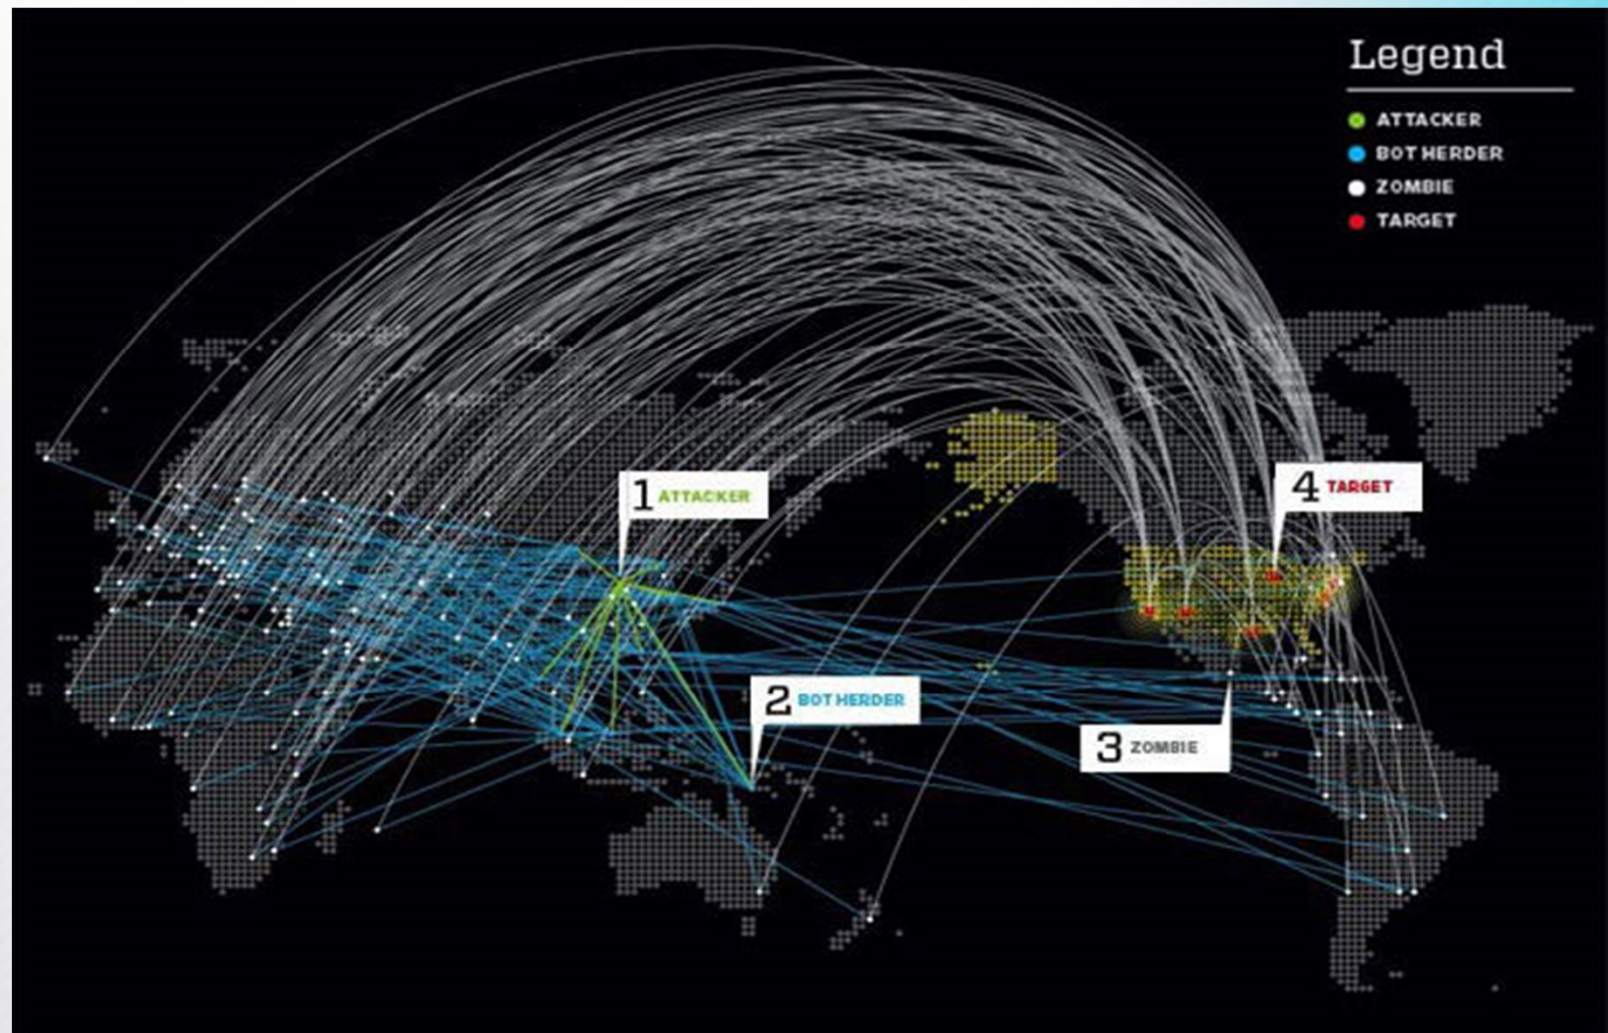 Legend
ATTACKER
BOT HERDER
ZOMBIE
TARGET
1 ATTACKER
4 TARGET
2 BOT HERDER
3 ZOMBIE